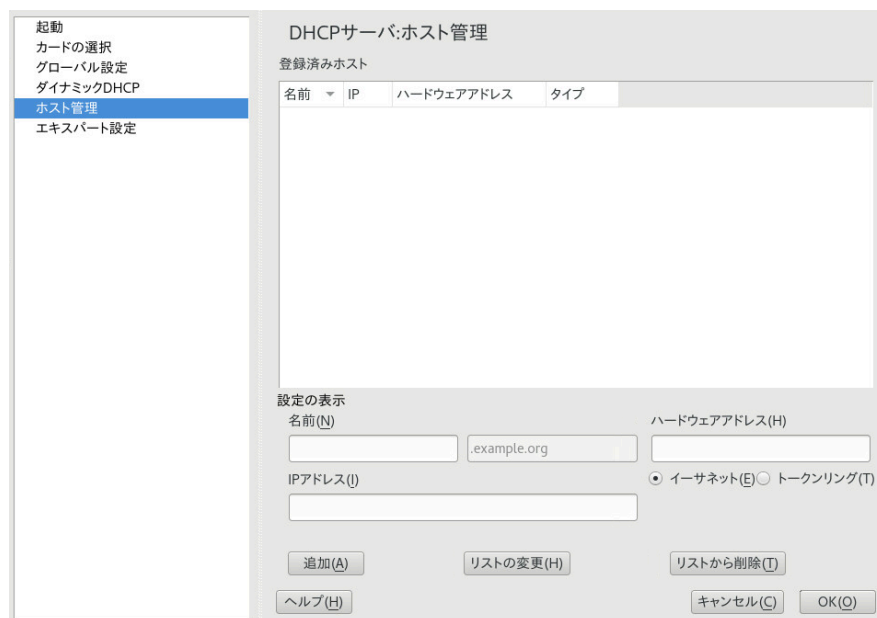 起動
カードの選択
グローバル設定
ダイナミックDHCP
ホスト管理
エキスパート設定
DHCPサーバ:ホスト管理
登録済みホスト
名前 IP ハードウェアアドレス タイプ
設定の表示
名前(N) ハードウェアアドレス(H)
.example.org
IPアドレス(I) イーサネット(E) トークンリング(T)
追加(A) リストの変更(H) リストから削除(T)
ヘルプ(H) キャンセル(C) OK(O)